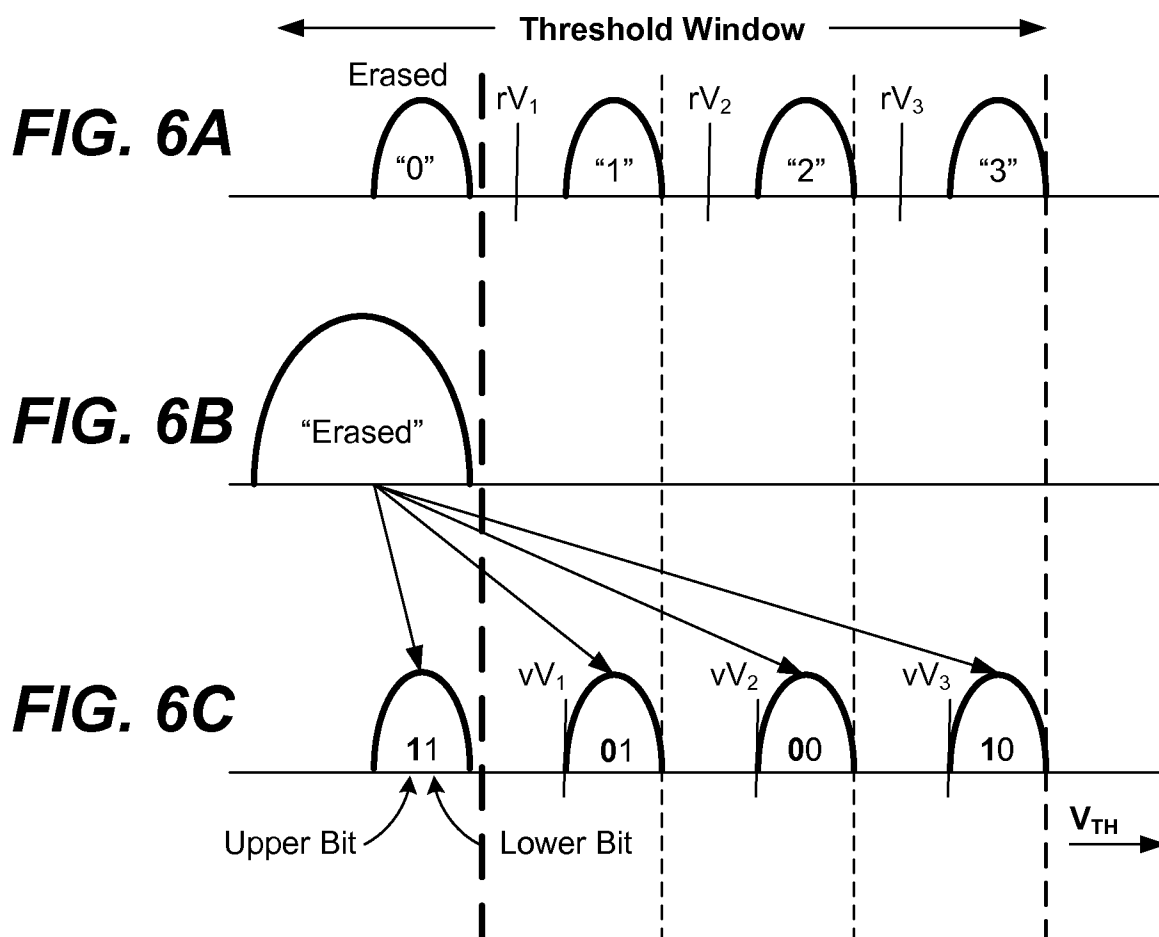 Threshold Window
Erased
rV₁
rV₂
rV₃
FIG. 6A
“0”
“1”
“2”
“3”
FIG. 6B
“Erased”
FIG. 6C
vV₁
vV₂
vV₃
11
01
00
10
Upper Bit
Lower Bit
V_TH